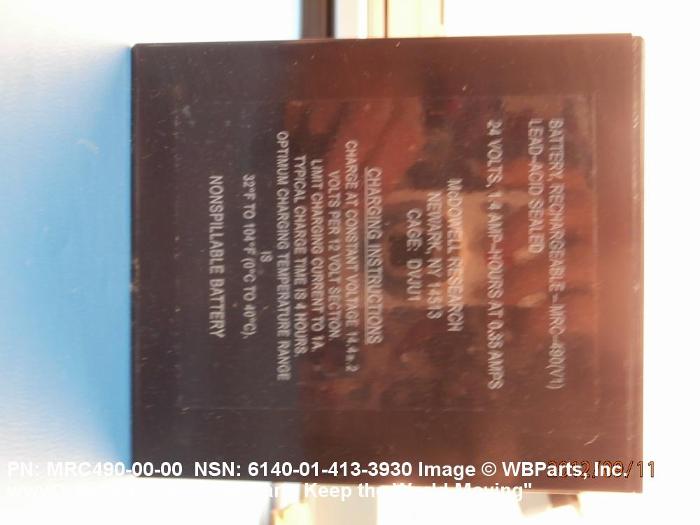 BATTERY, RECHARGEABLE – MRC–490(V1)
LEAD–ACID SEALED
24 VOLTS, 1.4 AMP–HOURS AT 0.35 AMPS
McDOWELL RESEARCH
NEWARK, NY 14513
CAGE: DVJU1
CHARGING INSTRUCTIONS
CHARGE AT CONSTANT VOLTAGE 14.4±.2
VOLTS PER 12 VOLT SECTION.
LIMIT CHARGING CURRENT TO 1A.
TYPICAL CHARGE TIME IS 4 HOURS.
OPTIMUM CHARGING TEMPERATURE RANGE
IS
32°F TO 104°F (0°C TO 40°C).
NONSPILLABLE BATTERY
PN: MRC490-00-00 NSN: 6140-01-413-3930 Image © WBParts, Inc.
Keep the World Moving"